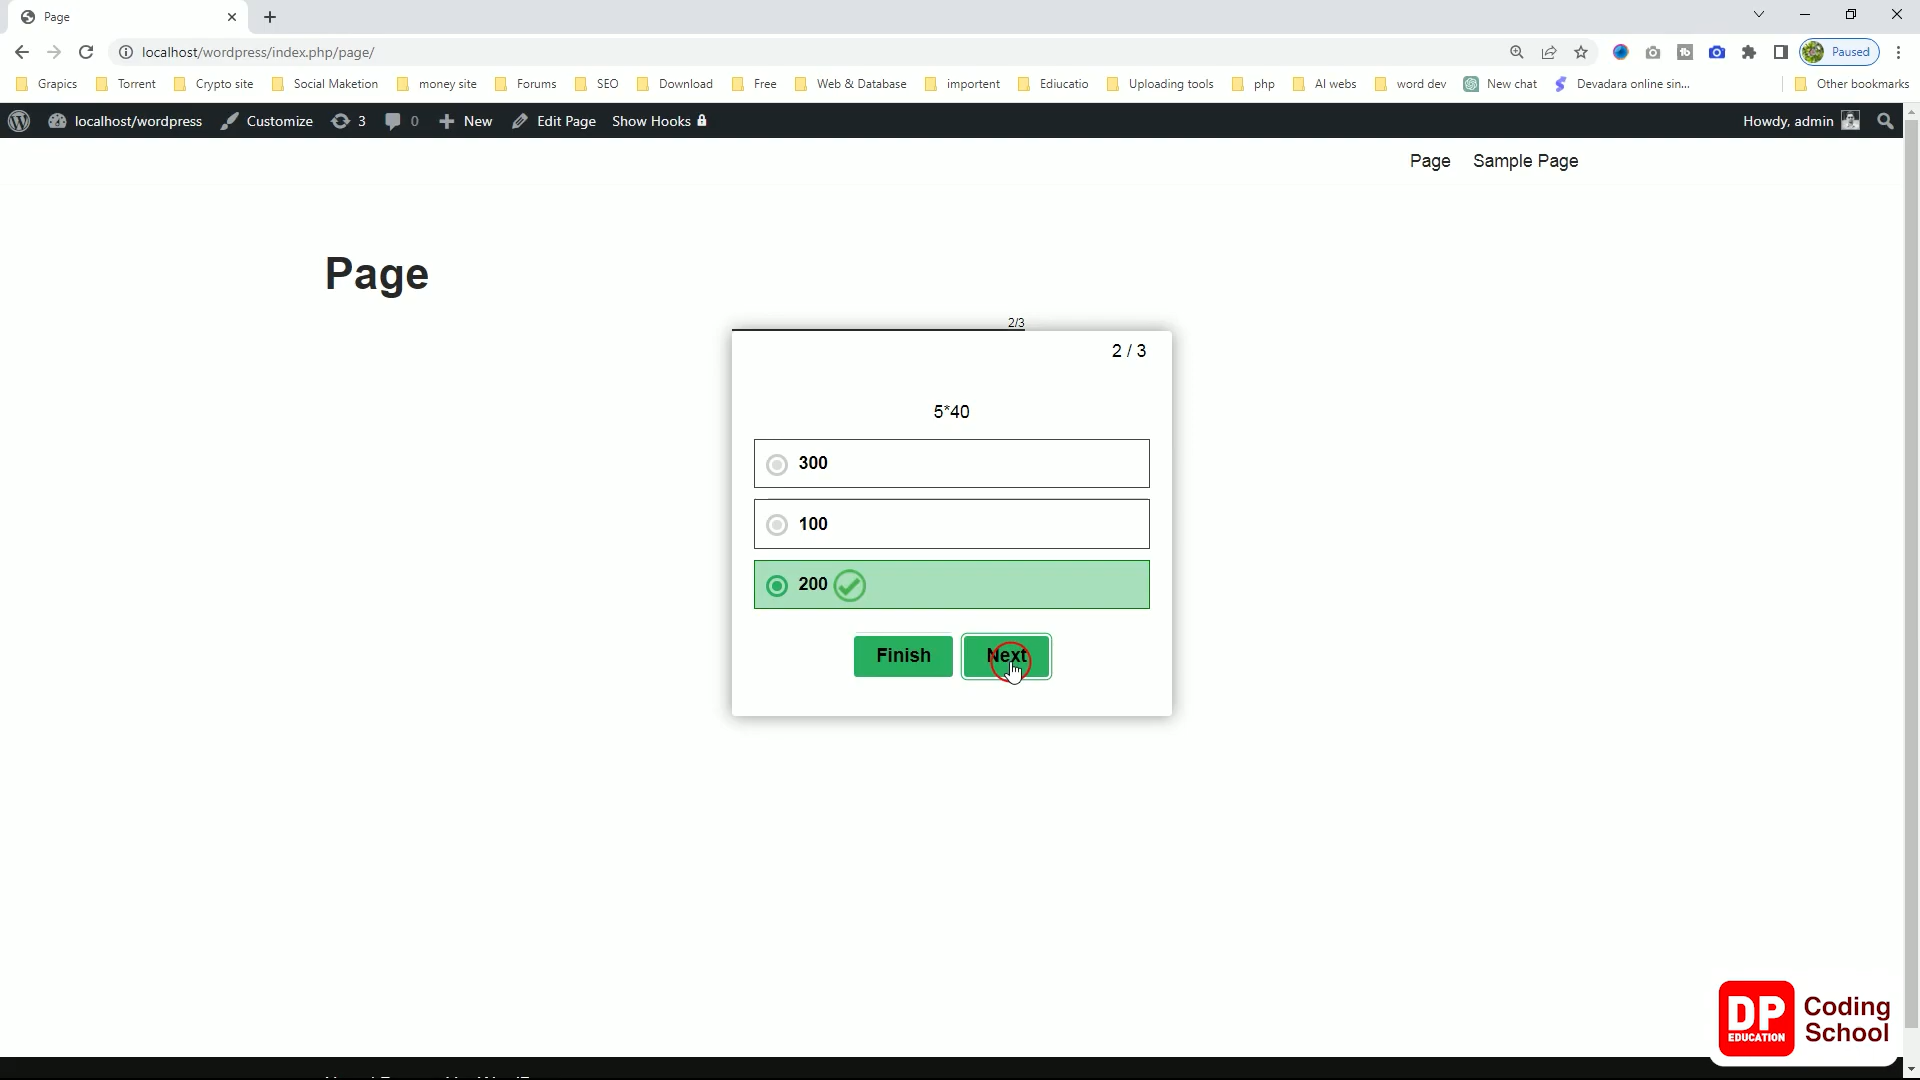 Page
localhost/wordpress/index.php/page/
Paused
Grapics Torrent Crypto site Social Maketion money site Forums SEO Download Free Web & Database importent Educatio Uploading tools php AI webs word dev New chat Devadara online sin... Other bookmarks
localhost/wordpress Customize 3 0 New Edit Page Show Hooks Howdy, admin
Page Sample Page
Page
2/3
2 / 3
5*40
300
100
200
Finish Next
DP EDUCATION
Coding School